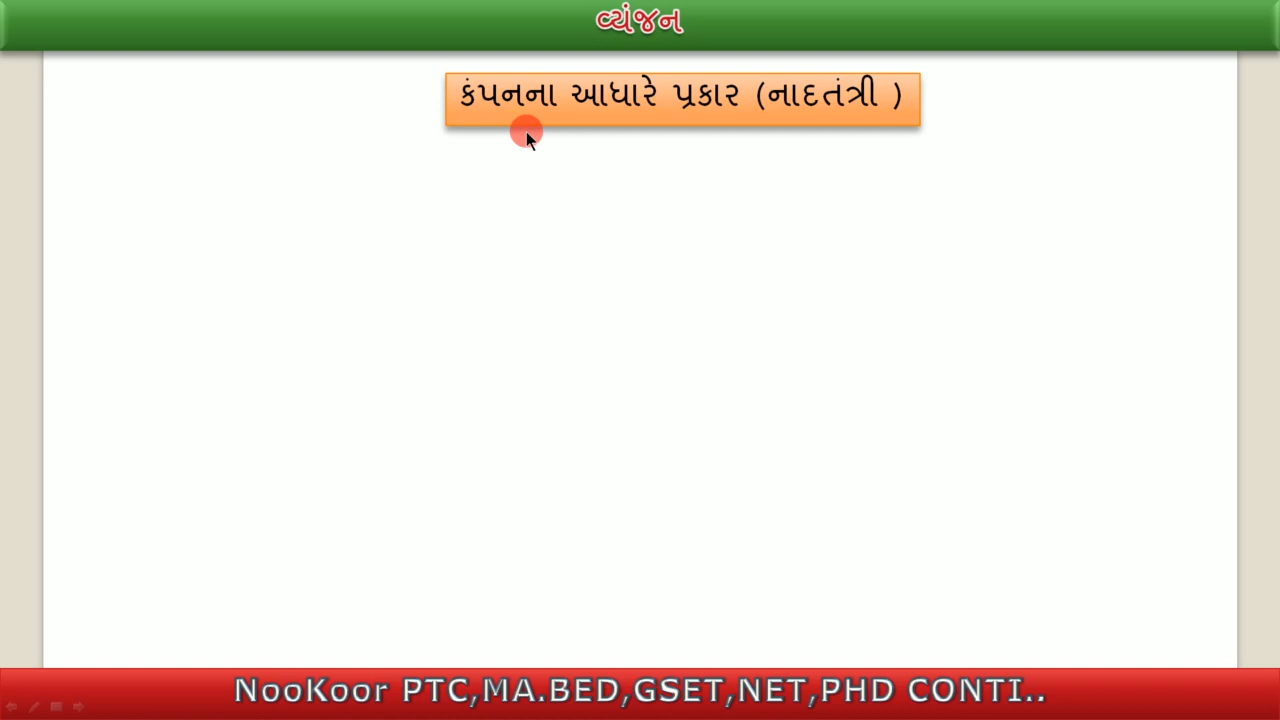 વ્યંજન
કંપનના આધારે પ્રકાર (નાદતંત્રી )
NooKoor PTC,MA.BED,GSET,NET,PHD CONTI..